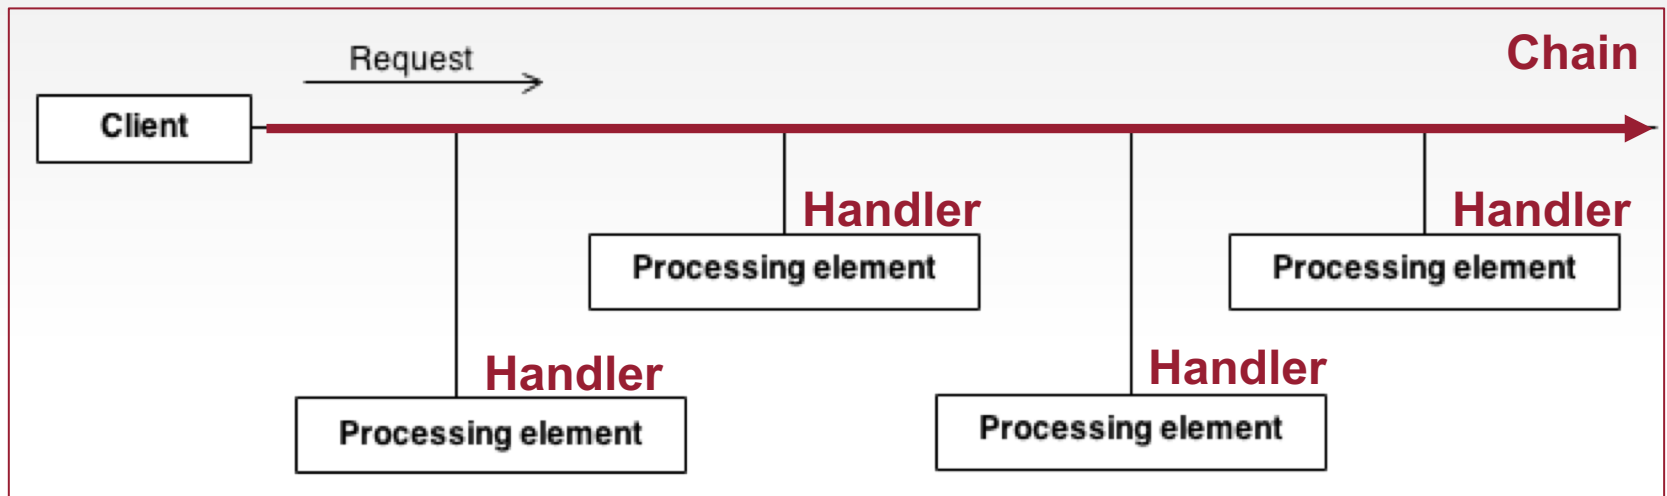 Chain
Request
Client
Handler
Handler
Processing element
Processing element
Handler
Handler
Processing element
Processing element